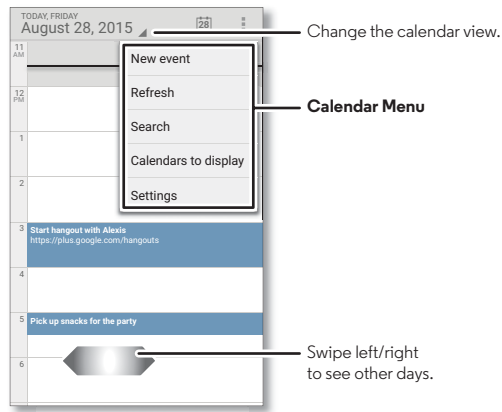 TODAY, FRIDAY
August 28, 2015
28
Change the calendar view.
11
AM
New event
Refresh
12
PM
Calendar Menu
Search
1
Calendars to display
2
Settings
3
Start hangout with Alexis
https://plus.google.com/hangouts
4
5
Pick up snacks for the party
Swipe left/right
to see other days.
6